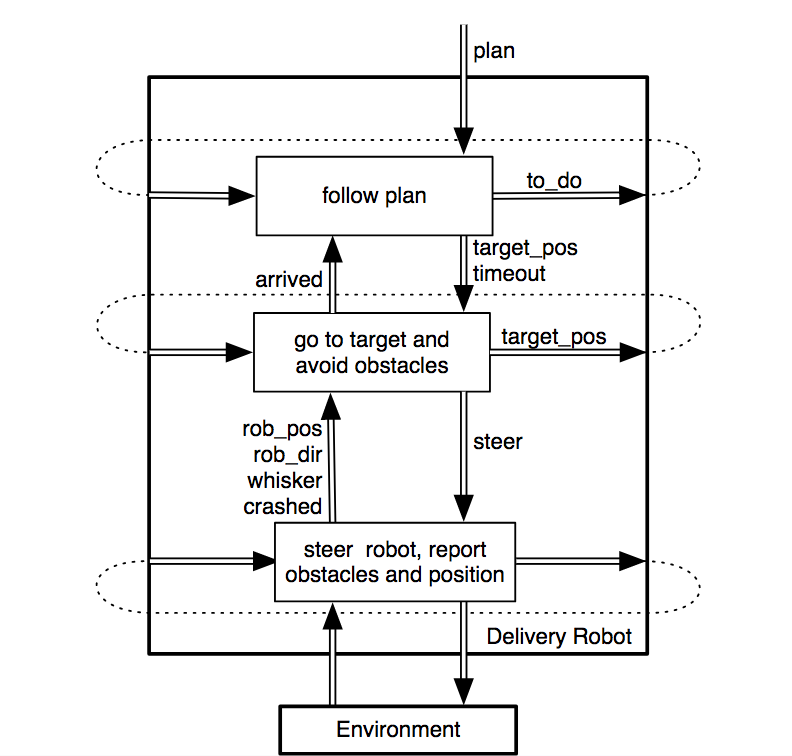 plan
follow plan
to_do
arrived
target_pos
timeout
go to target and
avoid obstacles
target_pos
rob_pos
rob_dir
whisker
crashed
steer
steer robot, report
obstacles and position
Delivery Robot
Environment